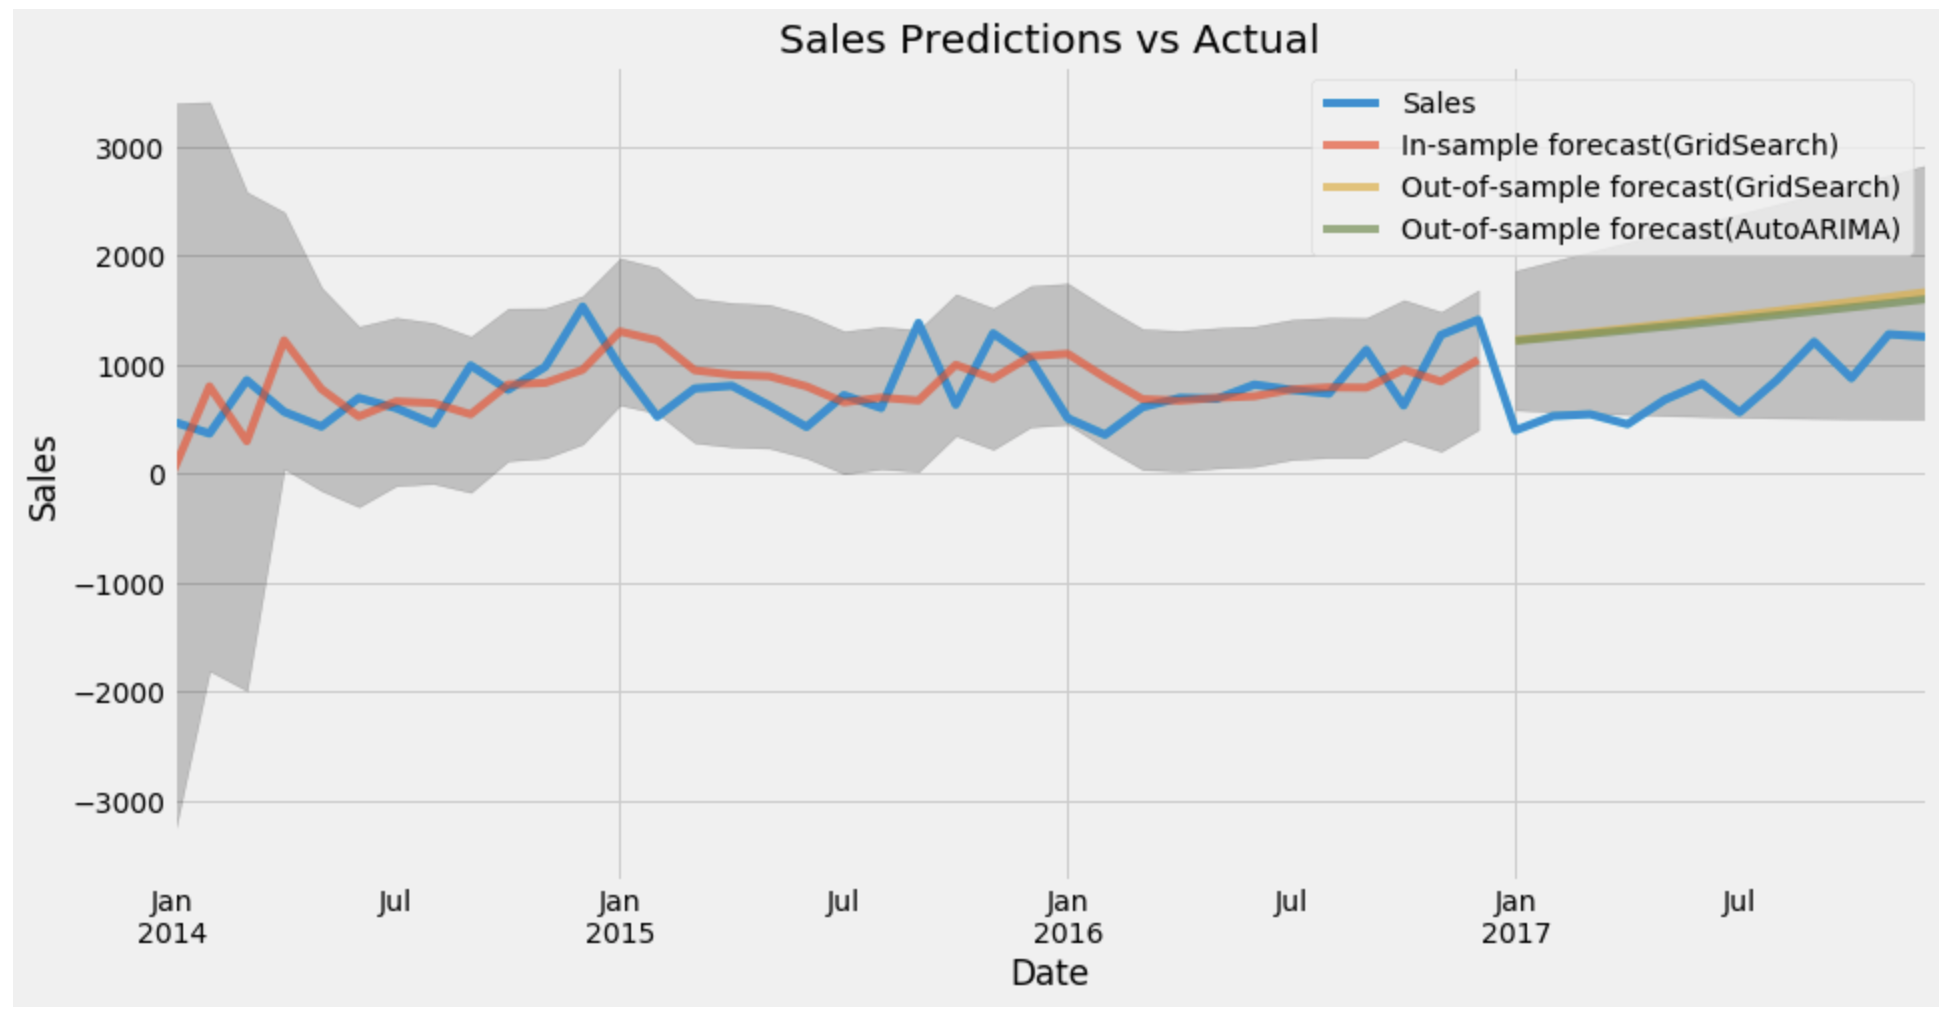 Sales Predictions vs Actual
Sales
In-sample forecast(GridSearch)
Out-of-sample forecast(GridSearch)
Out-of-sample forecast(AutoARIMA)
Sales
3000
2000
1000
0
−1000
−2000
−3000
Jan Jul Jan Jul Jan Jul Jan Jul
2014 2015 2016 2017
Date